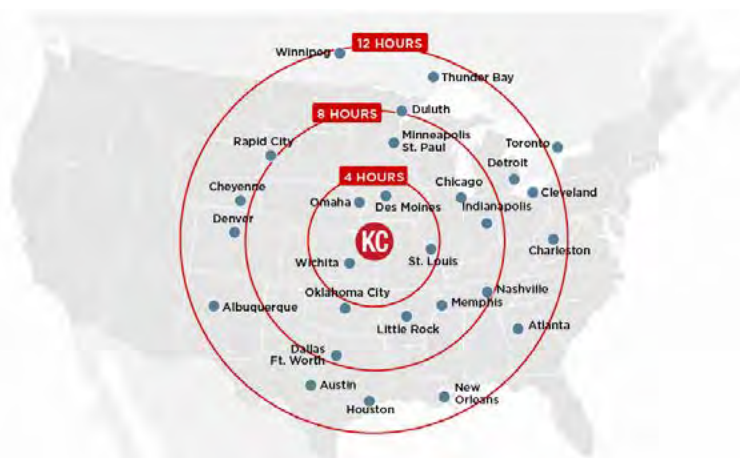 12 HOURS
Winnipeg
Thunder Bay
8 HOURS
Duluth
Rapid City
Minneapolis
St. Paul
Toronto
Detroit
4 HOURS
Chicago
Cheyenne
Cleveland
Omaha
Des Moines
Indianapolis
Denver
KC
Charleston
Wichita
St. Louis
Oklahoma City
Nashville
Albuquerque
Memphis
Little Rock
Atlanta
Dallas
Ft. Worth
Austin
New
Orleans
Houston